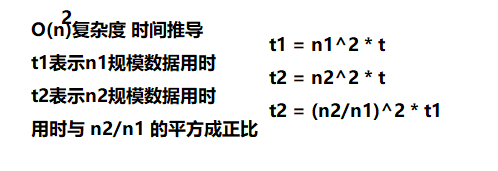 O(n)2复杂度 时间推导
t1表示n1规模数据用时
t2表示n2规模数据用时
用时与 n2/n1 的平方成正比
t1 = n1^2 * t
t2 = n2^2 * t
t2 = (n2/n1)^2 * t1